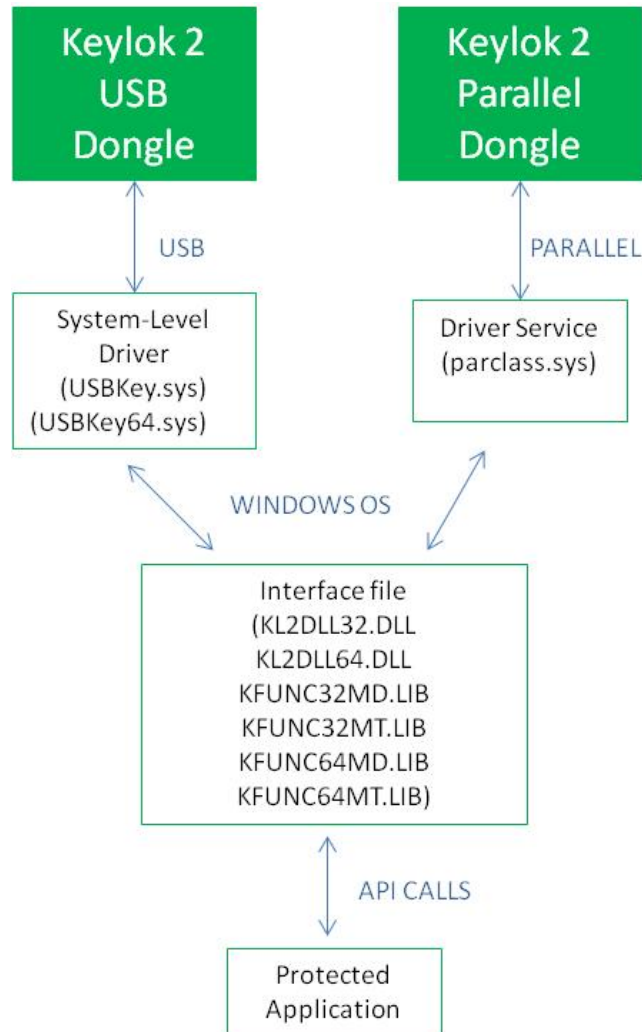 Keylok 2
USB
Dongle
Keylok 2
Parallel
Dongle
USB
PARALLEL
System-Level
Driver
(USBKey.sys)
(USBKey64.sys)
Driver Service
(parclass.sys)
WINDOWS OS
Interface file
(KL2DLL32.DLL
KL2DLL64.DLL
KFUNC32MD.LIB
KFUNC32MT.LIB
KFUNC64MD.LIB
KFUNC64MT.LIB)
API CALLS
Protected
Application